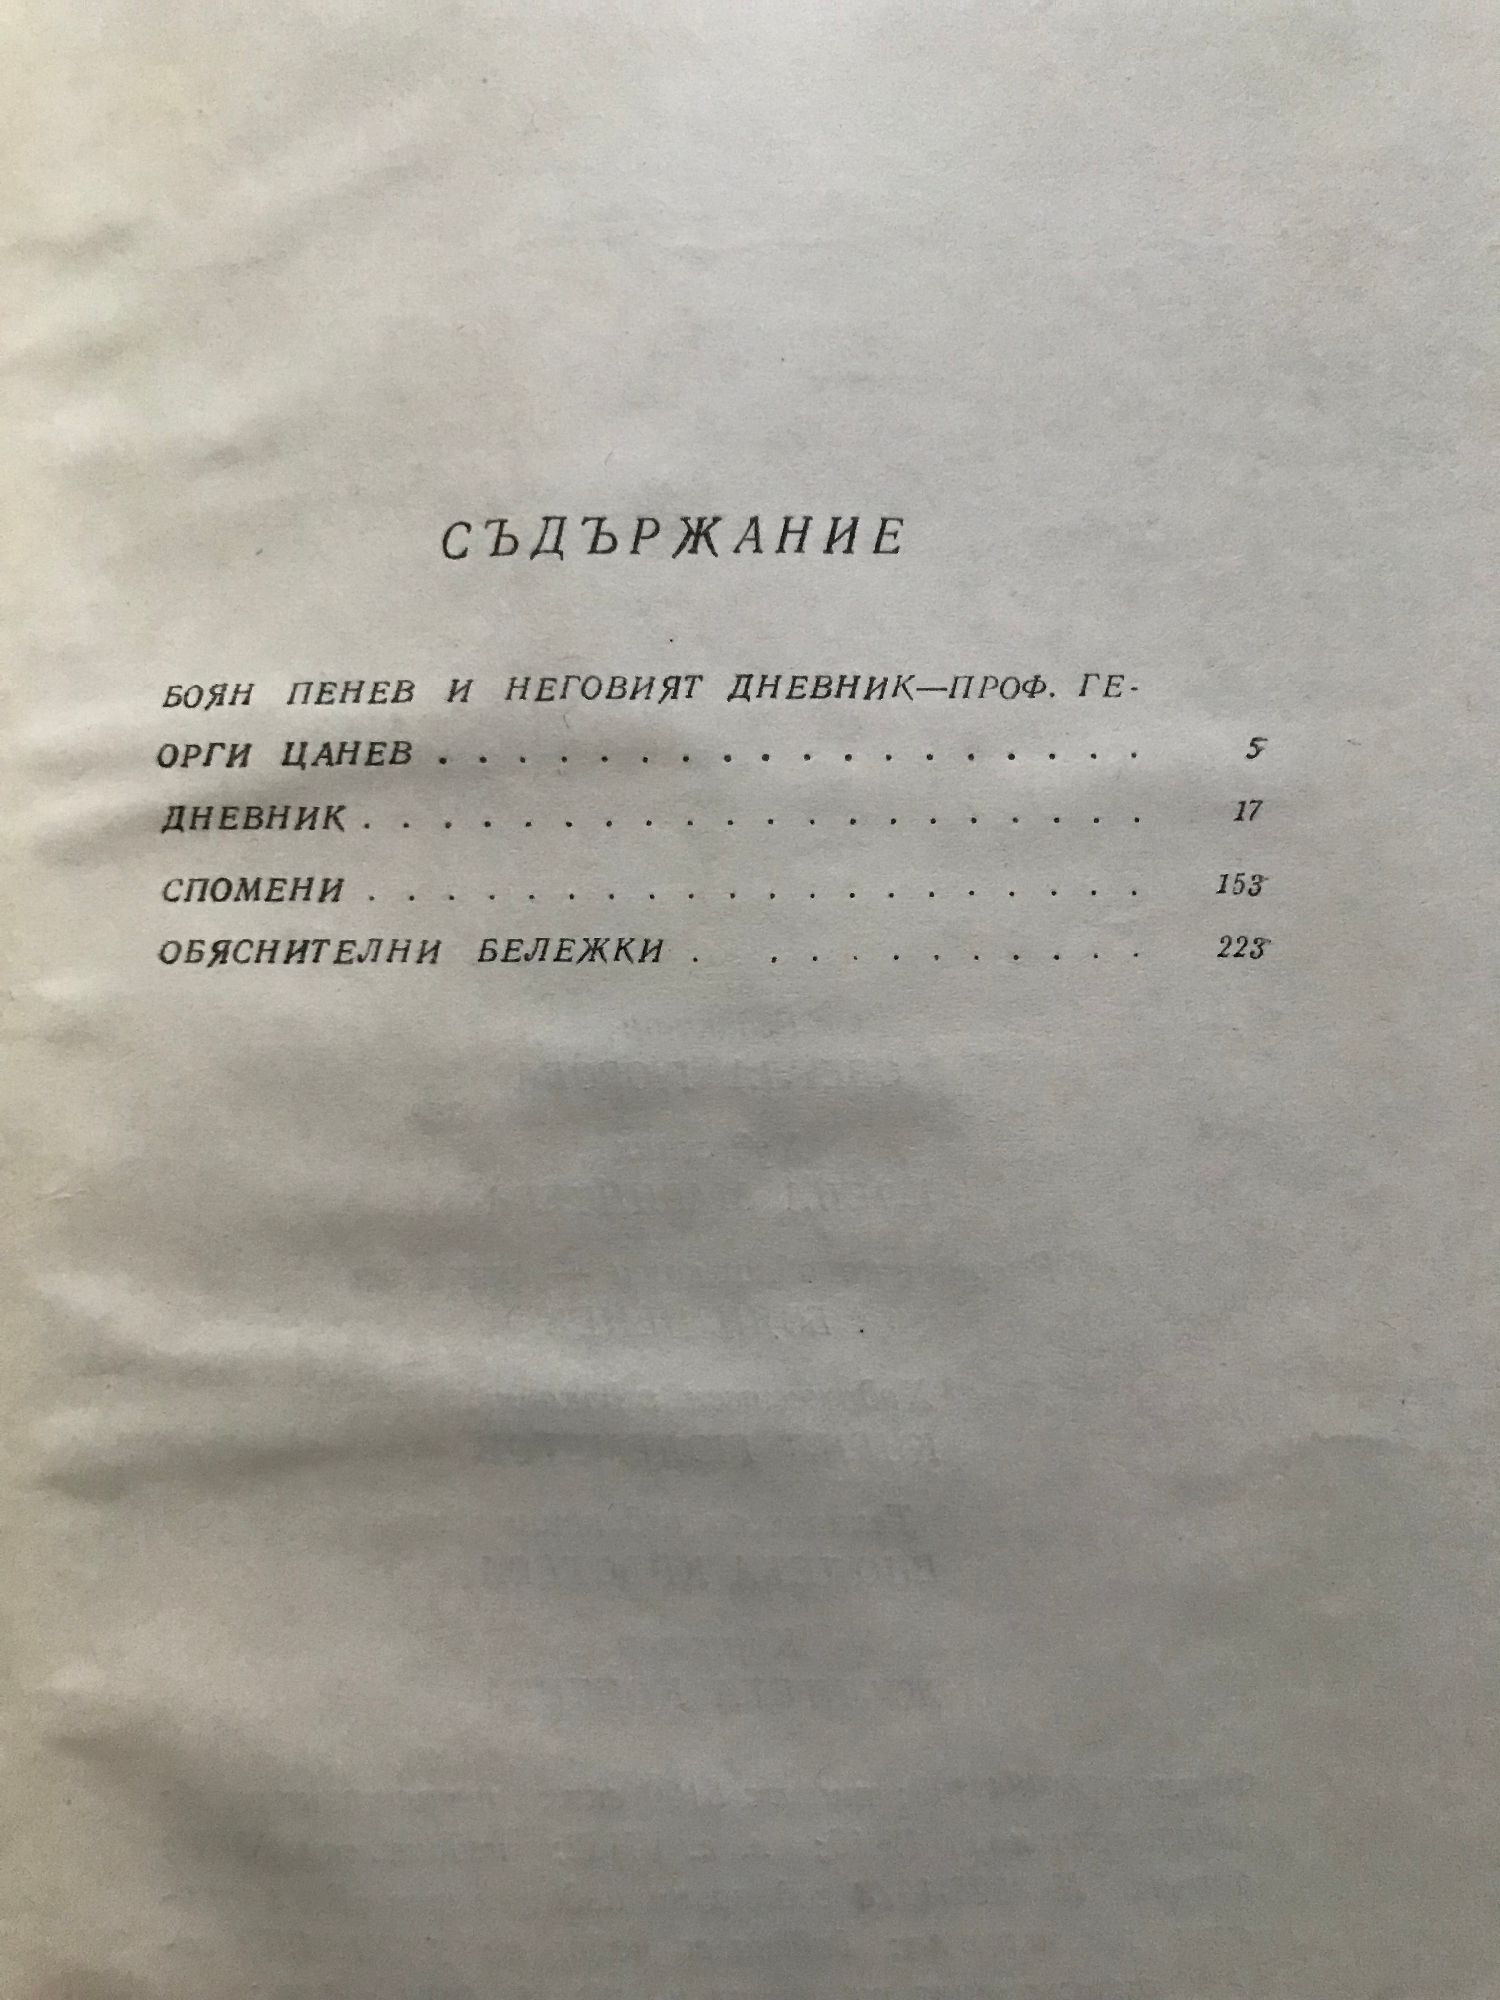 СЪДЪРЖАНИЕ
БОЯН ПЕНЕВ И НЕГОВИЯТ ДНЕВНИК—ПРОФ. ГЕ-
ОРГИ ЦАНЕВ . . . . . . . . . . . . . . . . . . 5
ДНЕВНИК . . . . . . . . . . . . . . . . . . . . 17
СПОМЕНИ . . . . . . . . . . . . . . . . . . . . 153
ОБЯСНИТЕЛНИ БЕЛЕЖКИ . . . . . . . . . . . 223